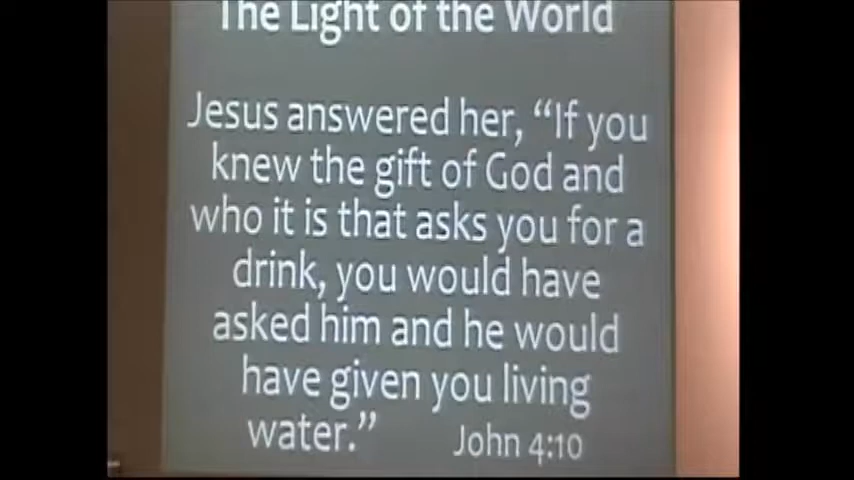 The Light of the World
Jesus answered her, “If you
knew the gift of God and
who it is that asks you for a
drink, you would have
asked him and he would
have given you living
water.” John 4:10